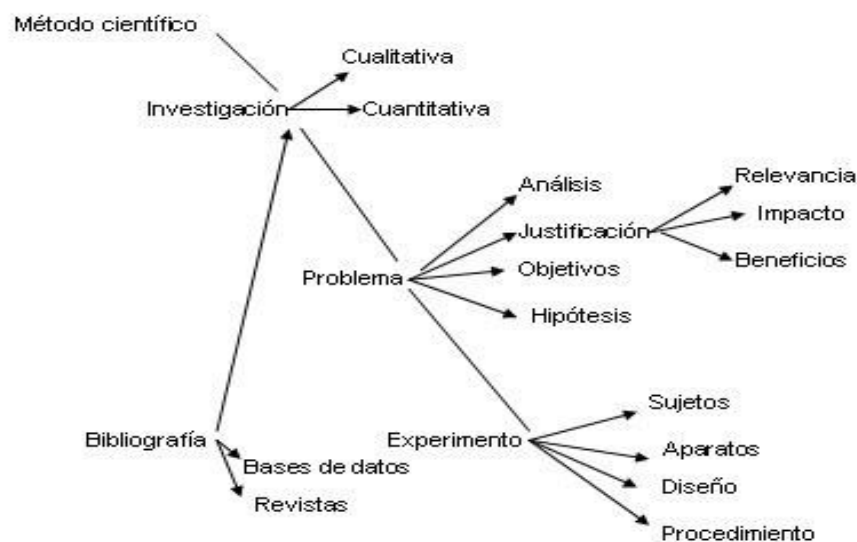 Método científico
Cualitativa
Investigación
Cuantitativa
Análisis
Relevancia
Impacto
Justificación
Beneficios
Problema
Objetivos
Hipótesis
Sujetos
Bibliografía
Experimento
Aparatos
Bases de datos
Diseño
Revistas
Procedimiento